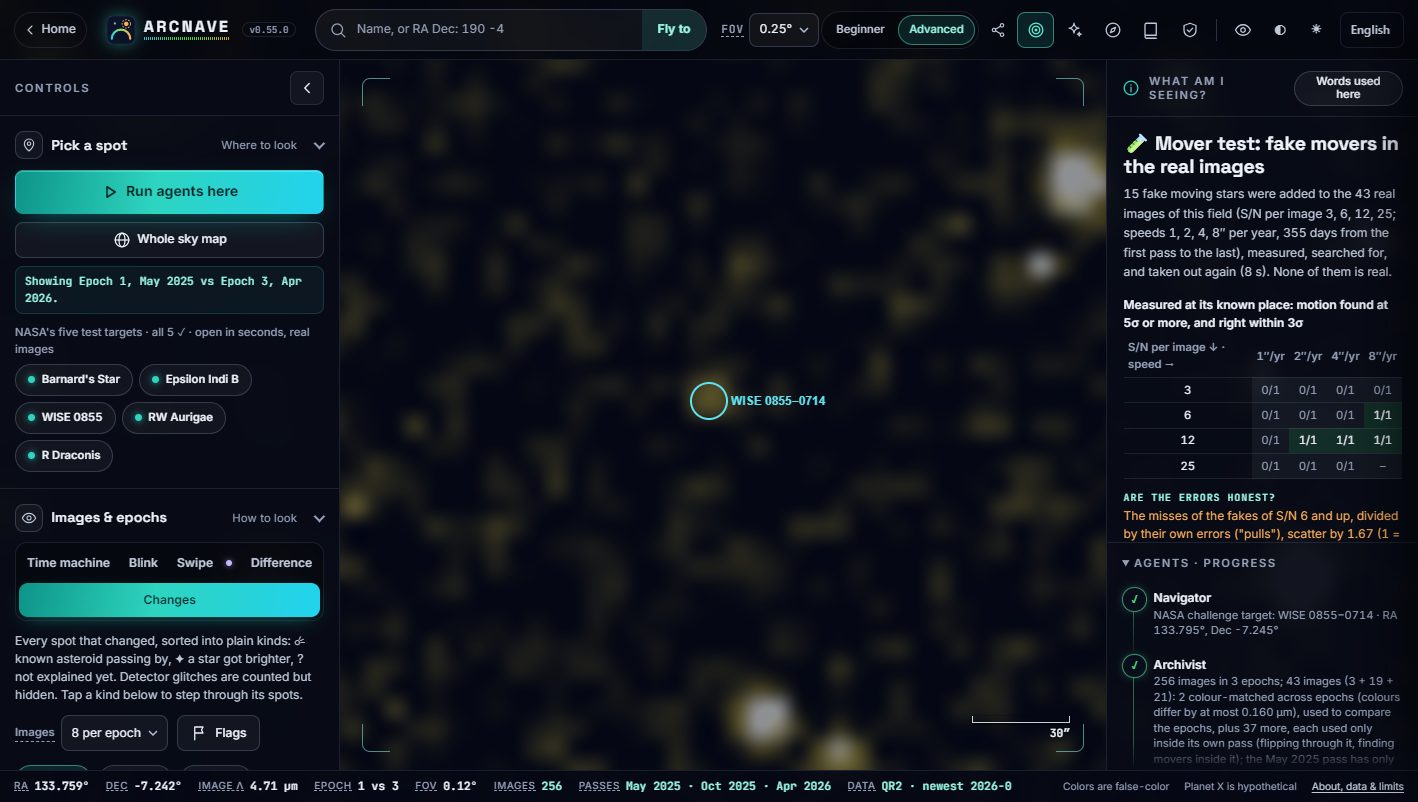 Home
ARCNAVE
v0.55.0
Name, or RA Dec: 190 -4
Fly to
FOV
0.25°
Beginner
Advanced
English
CONTROLS
Pick a spot
Where to look
Run agents here
Whole sky map
Showing Epoch 1, May 2025 vs Epoch 3, Apr
2026.
NASA's five test targets · all 5 ✓ · open in seconds, real
images
Barnard's Star
Epsilon Indi B
WISE 0855
RW Aurigae
R Draconis
Images & epochs
How to look
Time machine
Blink
Swipe
Difference
Changes
Every spot that changed, sorted into plain kinds: ☄
known asteroid passing by, ✦ a star got brighter, ?
not explained yet. Detector glitches are counted but
hidden. Tap a kind below to step through its spots.
Images
8 per epoch
Flags
WISE 0855−0714
30″
WHAT AM I
SEEING?
Words used
here
🧪 Mover test: fake movers in
the real images
15 fake moving stars were added to the 43 real
images of this field (S/N per image 3, 6, 12, 25;
speeds 1, 2, 4, 8″ per year, 355 days from the
first pass to the last), measured, searched for,
and taken out again (8 s). None of them is real.
Measured at its known place: motion found at
5σ or more, and right within 3σ
S/N per image ↓ ·
speed → 1″/yr 2″/yr 4″/yr 8″/yr
3 0/1 0/1 0/1 0/1
6 0/1 0/1 0/1 1/1
12 0/1 1/1 1/1 1/1
25 0/1 0/1 0/1 –
ARE THE ERRORS HONEST?
The misses of the fakes of S/N 6 and up, divided
by their own errors ("pulls"), scatter by 1.67 (1 =
▾ AGENTS · PROGRESS
Navigator
NASA challenge target: WISE 0855−0714 · RA
133.795°, Dec -7.245°
Archivist
256 images in 3 epochs; 43 images (3 + 19 +
21): 2 colour-matched across epochs (colours
differ by at most 0.160 µm), used to compare
the epochs, plus 37 more, each used only
inside its own pass (flipping through it, finding
movers inside it); the May 2025 pass has only
RA 133.759° DEC -7.242° IMAGE Λ 4.71 µm EPOCH 1 vs 3 FOV 0.12° IMAGES 256 PASSES May 2025 · Oct 2025 · Apr 2026 DATA QR2 · newest 2026-0
Colors are false-color
Planet X is hypothetical
About, data & limits